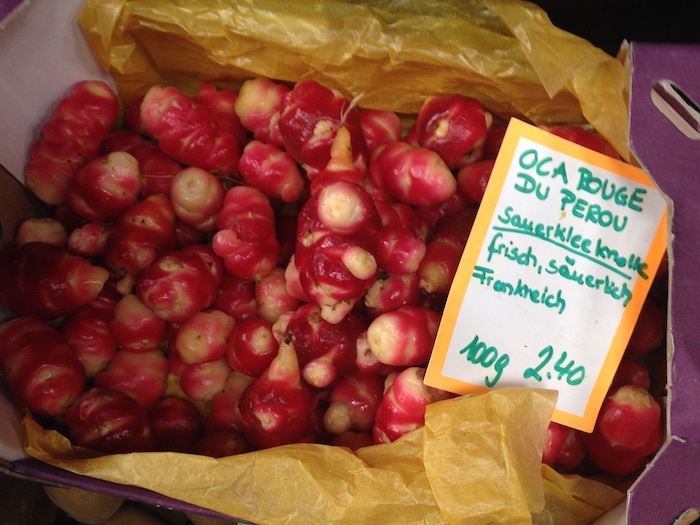 OCA ROUGE
DU PEROU
Sauerkleeknolle
frisch, säuerlich
Frankreich
100g 2.40